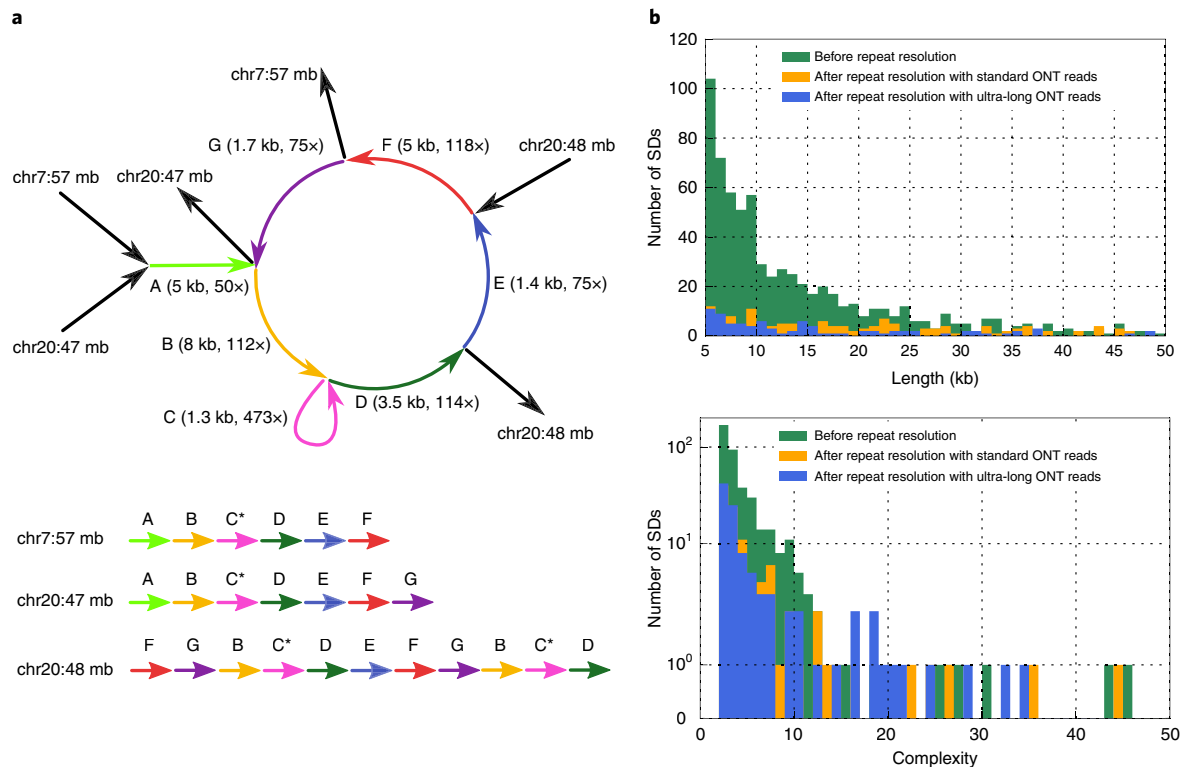 a
chr7:57 mb
G (1.7 kb, 75×)
F (5 kb, 118×)
chr20:48 mb
chr7:57 mb
chr20:47 mb
A (5 kb, 50×)
E (1.4 kb, 75×)
chr20:47 mb
B (8 kb, 112×)
C (1.3 kb, 473×)
D (3.5 kb, 114×)
chr20:48 mb
A B C* D E F
chr7:57 mb
A B C* D E F G
chr20:47 mb
F G B C* D E F G B C* D
chr20:48 mb
b
120
100
80
60
40
20
0
Number of SDs
Before repeat resolution
After repeat resolution with standard ONT reads
After repeat resolution with ultra-long ONT reads
5 10 15 20 25 30 35 40 45 50
Length (kb)
10²
10¹
10⁰
0
Number of SDs
Before repeat resolution
After repeat resolution with standard ONT reads
After repeat resolution with ultra-long ONT reads
0 10 20 30 40 50
Complexity